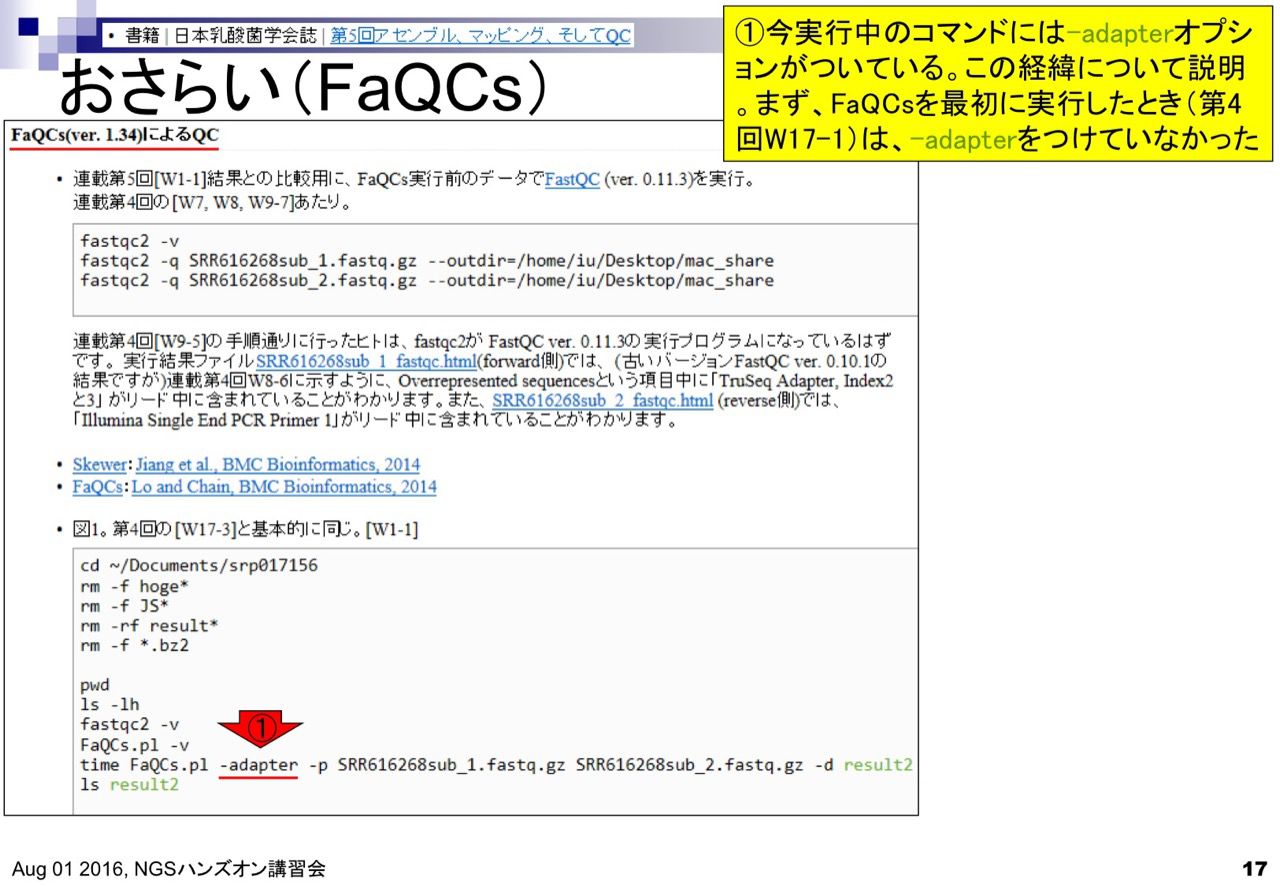 • 書籍 | 日本乳酸菌学会誌 | 第5回アセンブル、マッピング、そしてQC
おさらい（FaQCs）
①今実行中のコマンドには-adapterオプシ
ョンがついている。この経緯について説明
。まず、FaQCsを最初に実行したとき（第4
回W17-1）は、-adapterをつけていなかった
FaQCs(ver. 1.34)によるQC
• 連載第5回[W1-1]結果との比較用に、FaQCs実行前のデータでFastQC (ver. 0.11.3)を実行。
連載第4回の[W7, W8, W9-7]あたり。
fastqc2 -v
fastqc2 -q SRR616268sub_1.fastq.gz --outdir=/home/iu/Desktop/mac_share
fastqc2 -q SRR616268sub_2.fastq.gz --outdir=/home/iu/Desktop/mac_share
連載第4回[W9-5]の手順通りに行ったヒトは、fastqc2が FastQC ver. 0.11.3の実行プログラムになっているはず
です。実行結果ファイルSRR616268sub_1_fastqc.html(forward側)では、(古いバージョンFastQC ver. 0.10.1の
結果ですが)連載第4回W8-6に示すように、Overrepresented sequencesという項目中に「TruSeq Adapter, Index2
と3」がリード中に含まれていることがわかります。また、SRR616268sub_2_fastqc.html (reverse側)では、
「Illumina Single End PCR Primer 1」がリード中に含まれていることがわかります。
• Skewer：Jiang et al., BMC Bioinformatics, 2014
• FaQCs：Lo and Chain, BMC Bioinformatics, 2014
• 図1。第4回の[W17-3]と基本的に同じ。[W1-1]
cd ~/Documents/srp017156
rm -f hoge*
rm -f JS*
rm -rf result*
rm -f *.bz2
pwd
ls -lh
fastqc2 -v
①
FaQCs.pl -v
time FaQCs.pl -adapter -p SRR616268sub_1.fastq.gz SRR616268sub_2.fastq.gz -d result2
ls result2
Aug 01 2016, NGSハンズオン講習会
17